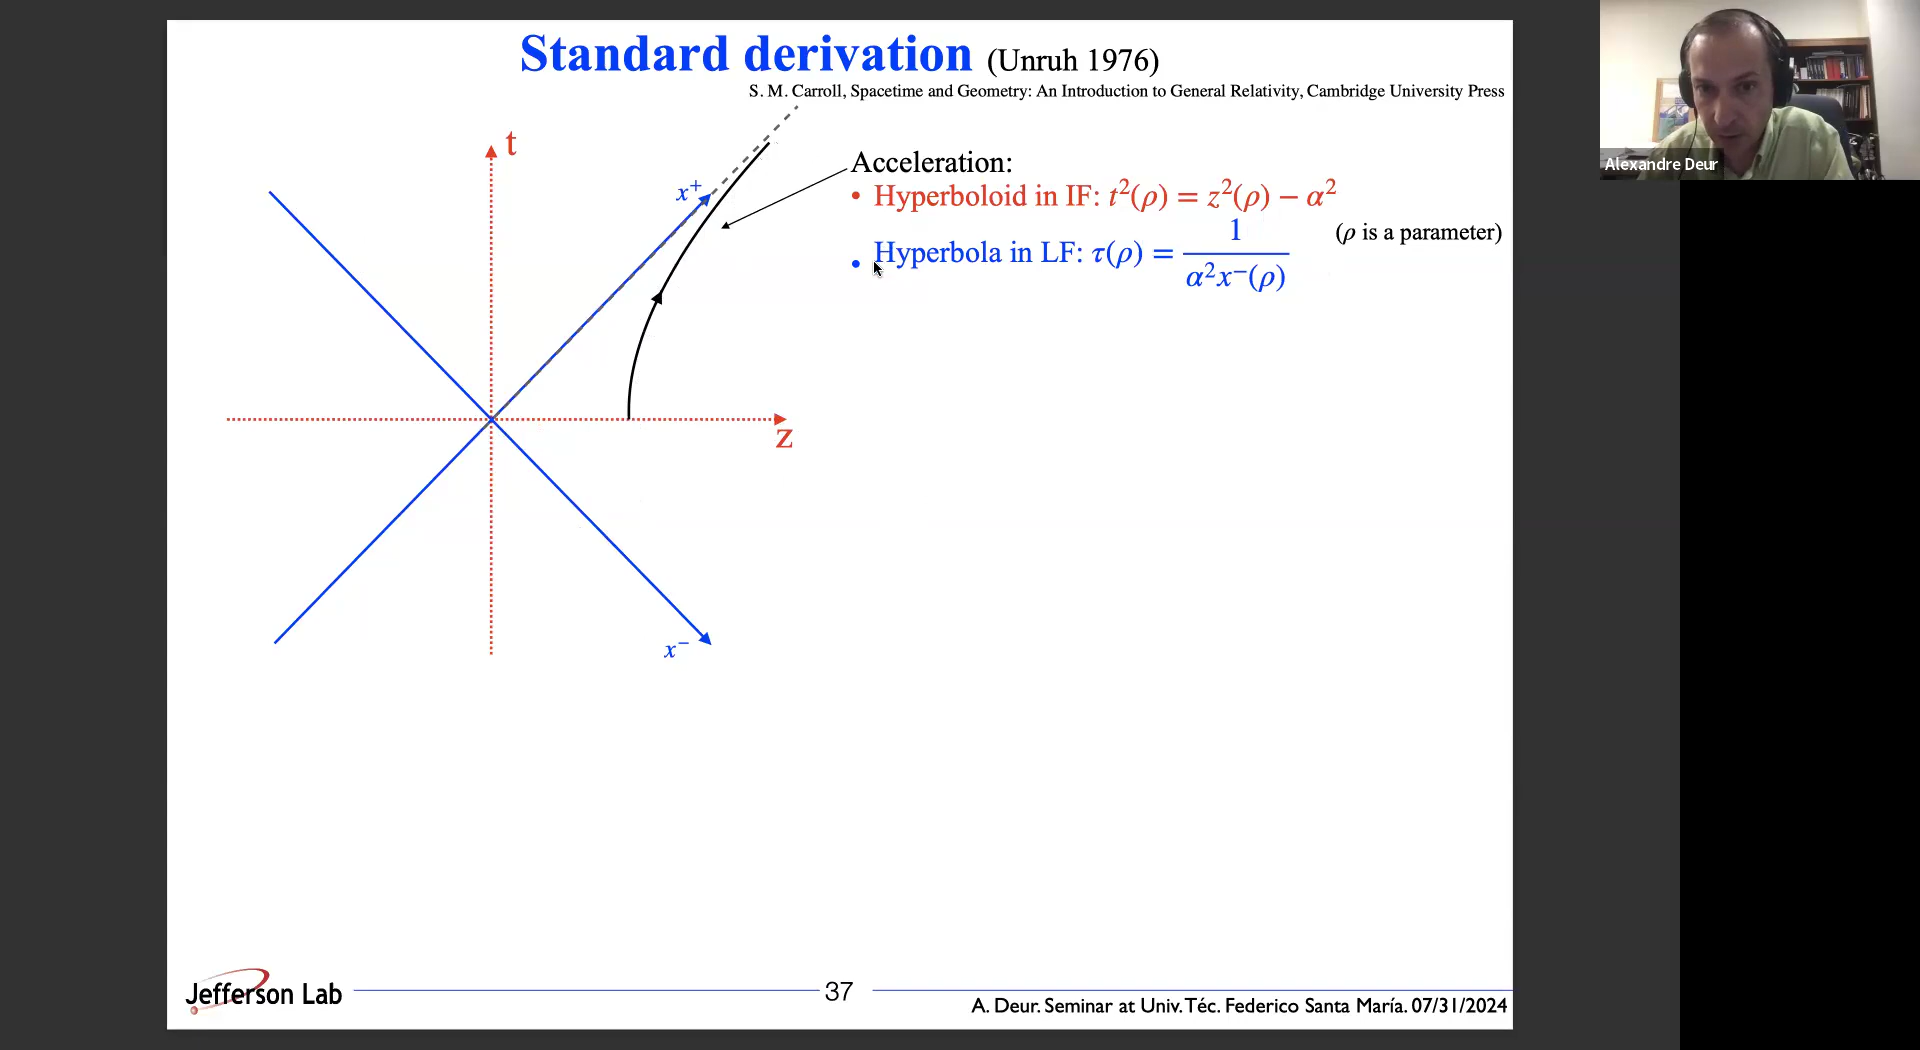 Standard derivation (Unruh 1976)
S. M. Carroll, Spacetime and Geometry: An Introduction to General Relativity, Cambridge University Press
Alexandre Deur
t
x⁺
Acceleration:
• Hyperboloid in IF: t²(ρ) = z²(ρ) − α²
(ρ is a parameter)
• Hyperbola in LF: τ(ρ) = 1 / α²x⁻(ρ)
z
x⁻
Jefferson Lab
37
A. Deur. Seminar at Univ. Téc. Federico Santa María. 07/31/2024